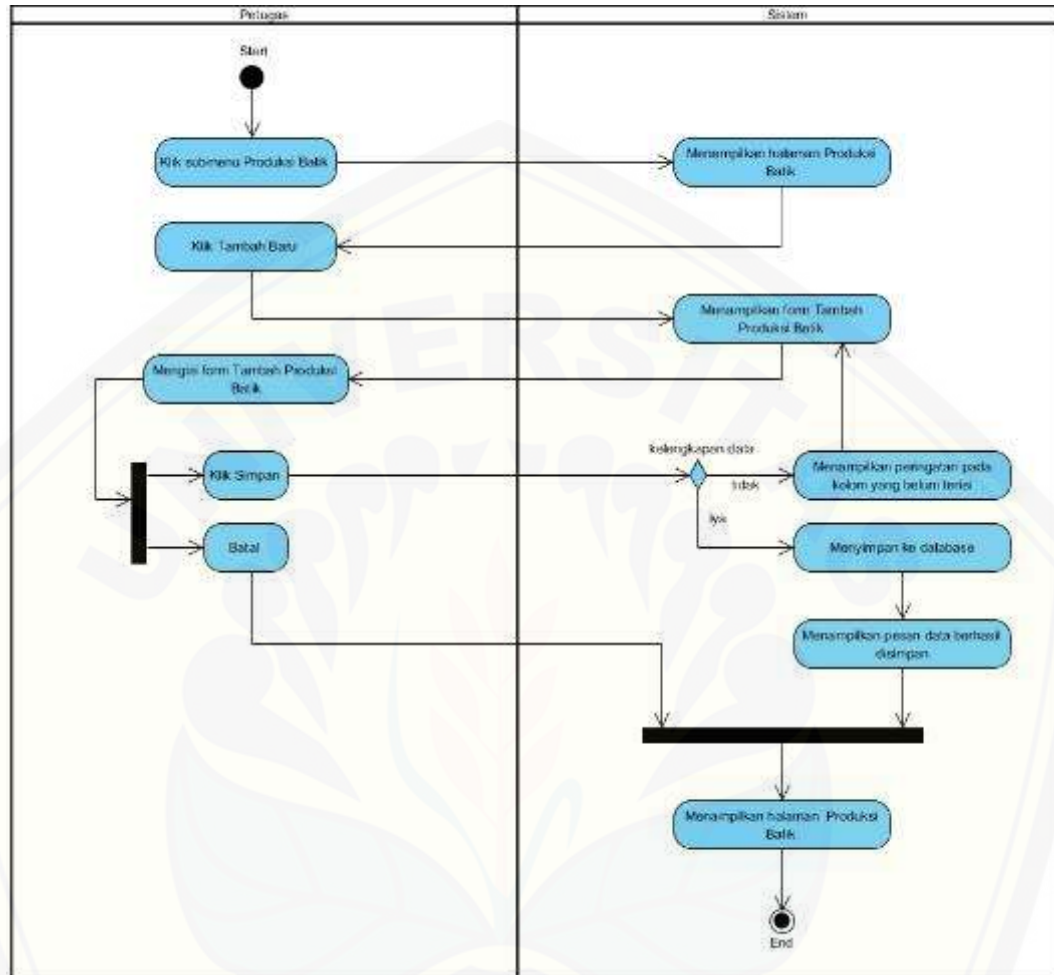 Petugas
Sistem
Start
Klik submenu Produksi Batik
Menampilkan halaman Produksi
Batik
Klik Tambah Baru
Menampilkan form Tambah
Produksi Batik
Mengisi form Tambah Produksi
Batik
kelengkapan data
Klik Simpan
tidak
Menampilkan peringatan pada
kolom yang belum terisi
iya
Batal
Menyimpan ke database
Menampilkan pesan data berhasil
disimpan
Menampilkan halaman Produksi
Batik
End
UNIVERSITAS